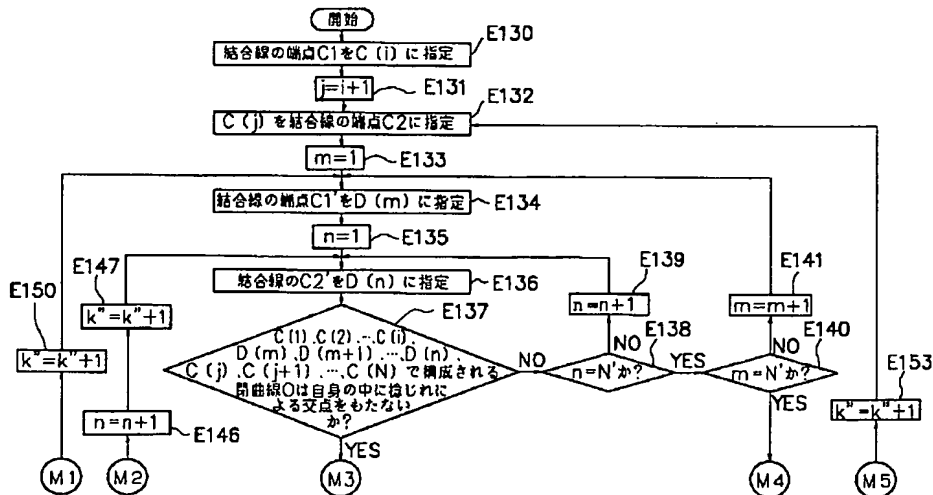 開始
E130
結合線の端点C1をC(i)に指定
E131
j=i+1
E132
C(j)を結合線の端点C2に指定
E133
m=1
結合線の端点C1'をD(m)に指定
E134
n=1
E135
E147
E139
E141
結合線のC2'をD(n)に指定
E136
E150
k"=k"+1
n=n+1
m=m+1
E137
k"=k"+1
C(1),C(2),…,C(i),
D(m),D(m+1),…,D(n),
C(j),C(j+1),…,C(N)で構成される
閉曲線Oは自身の中に捻じれに
よる交点をもたない
か?
NO
NO
E138
n=N'か?
YES
NO
E140
m=N'か?
YES
E153
k"=k"+1
n=n+1
E146
YES
M1
M2
M3
M4
M5